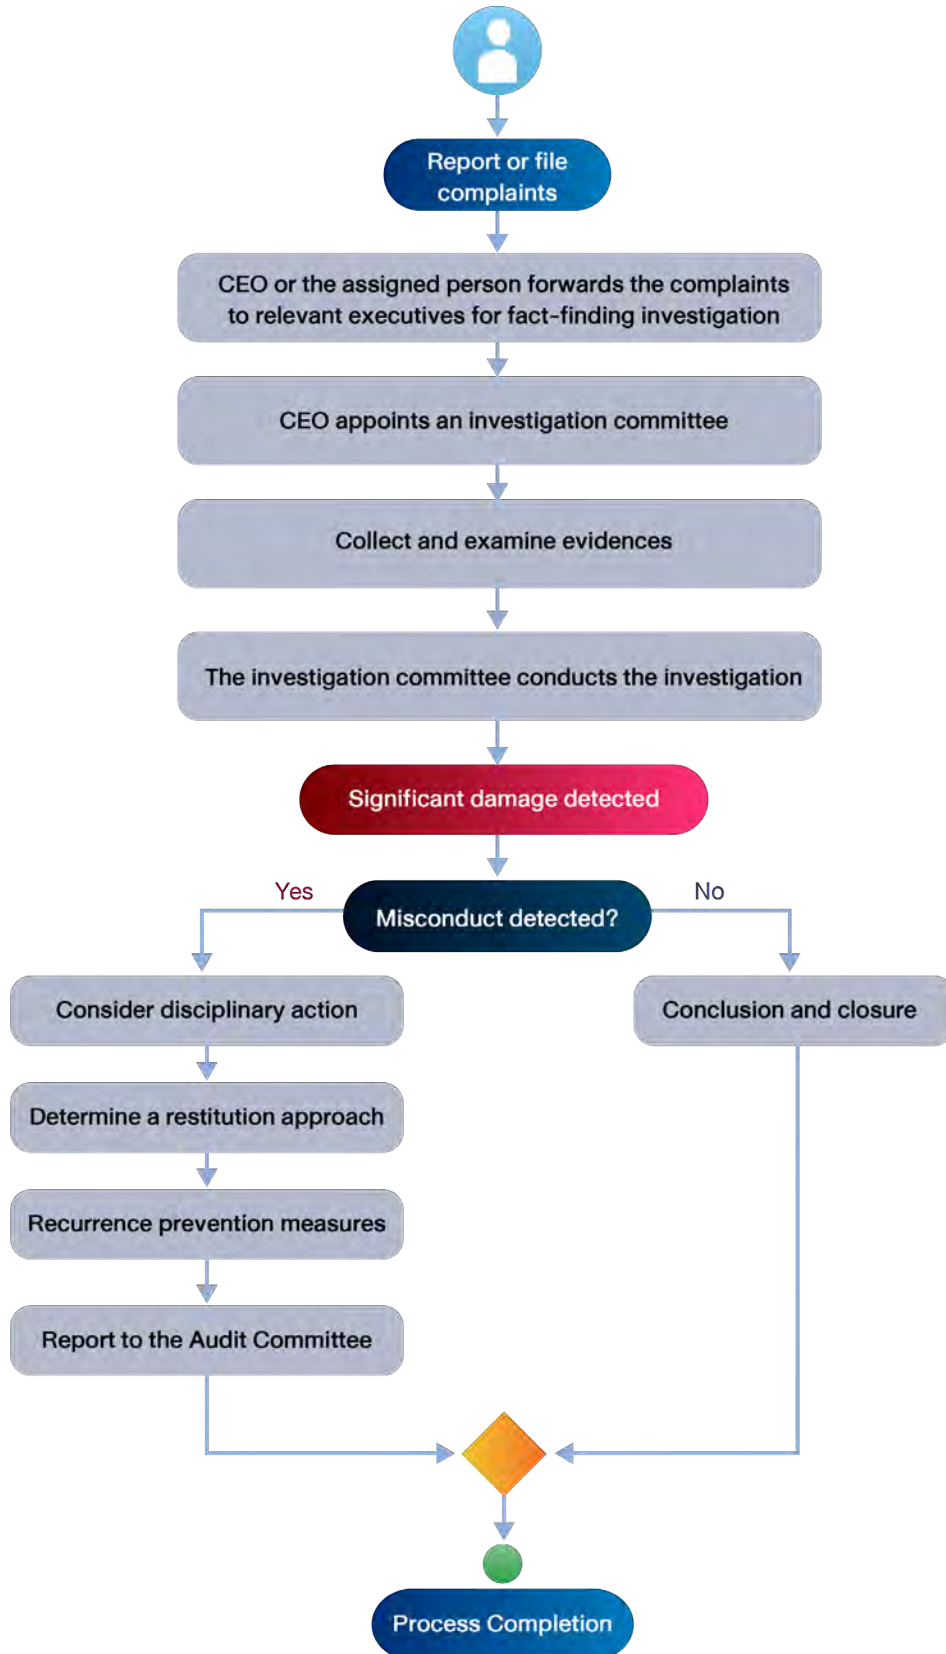 Report or file
complaints
CEO or the assigned person forwards the complaints
to relevant executives for fact-finding investigation
CEO appoints an investigation committee
Collect and examine evidences
The investigation committee conducts the investigation
Significant damage detected
Yes
Misconduct detected?
No
Consider disciplinary action
Conclusion and closure
Determine a restitution approach
Recurrence prevention measures
Report to the Audit Committee
Process Completion